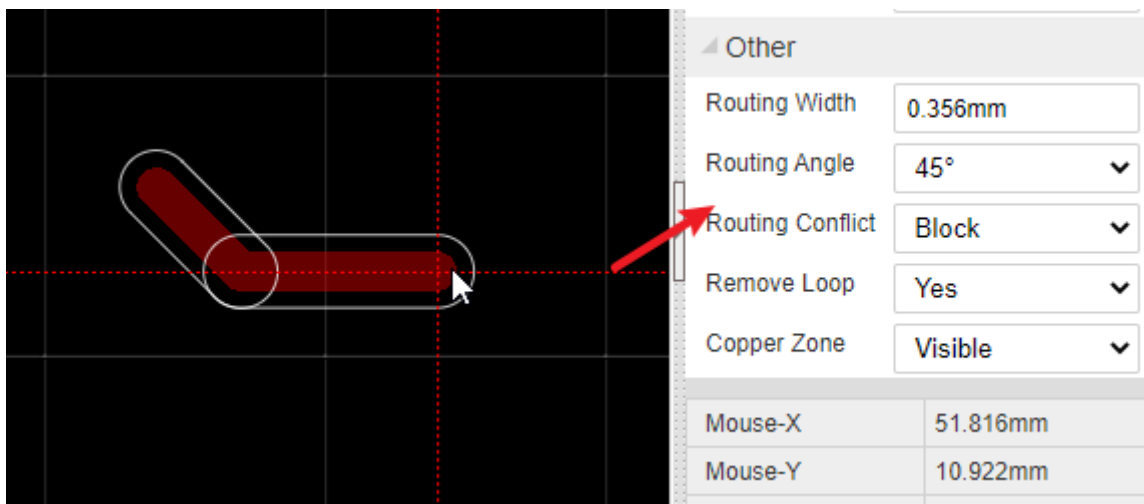 Other
Routing Width 0.356mm
Routing Angle 45°
Routing Conflict Block
Remove Loop Yes
Copper Zone Visible
Mouse-X 51.816mm
Mouse-Y 10.922mm